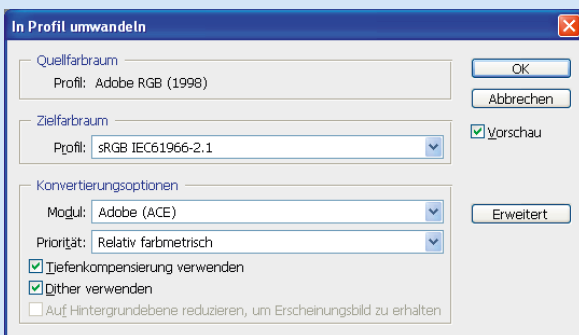 In Profil umwandeln
Quellfarbraum
Profil: Adobe RGB (1998)
Zielfarbraum
Profil: sRGB IEC61966-2.1
Konvertierungsoptionen
Modul: Adobe (ACE)
Priorität: Relativ farbmetrisch
Tiefenkompensierung verwenden
Dither verwenden
Auf Hintergrundebene reduzieren, um Erscheinungsbild zu erhalten
OK
Abbrechen
Vorschau
Erweitert